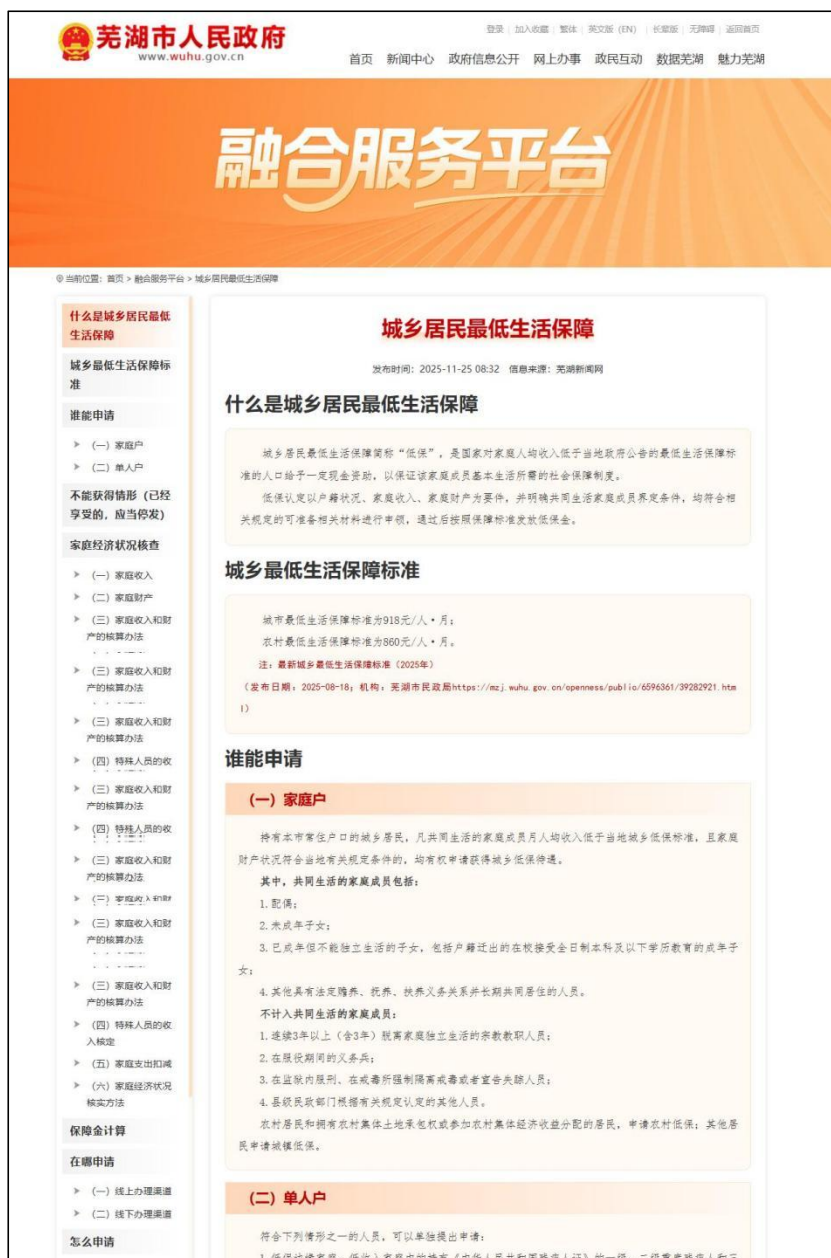 芜湖市人民政府
www.wuhu.gov.cn
登录 | 加入收藏 | 繁体 | 英文版 (EN) | 长辈版 | 无障碍 | 返回首页
首页 新闻中心 政府信息公开 网上办事 政民互动 数据芜湖 魅力芜湖
融合服务平台
当前位置：首页 > 融合服务平台 > 城乡居民最低生活保障
什么是城乡居民最低
生活保障
城乡最低生活保障标
准
谁能申请
（一）家庭户
（二）单人户
不能获得情形（已经
享受的，应当停发）
家庭经济状况核查
（一）家庭收入
（二）家庭财产
（三）家庭收入和财
产的核算办法
（三）家庭收入和财
产的核算办法
（三）家庭收入和财
产的核算办法
（四）特殊人员的收
（三）家庭收入和财
产的核算办法
（四）特殊人员的收
（三）家庭收入和财
产的核算办法
（三）家庭收入和财
（三）家庭收入和财
产的核算办法
（三）家庭收入和财
产的核算办法
（四）特殊人员的收
入核定
（五）家庭支出扣减
（六）家庭经济状况
核实方法
保障金计算
在哪申请
（一）线上办理渠道
（二）线下办理渠道
怎么申请
城乡居民最低生活保障
发布时间：2025-11-25 08:32 信息来源：芜湖新闻网
什么是城乡居民最低生活保障
城乡居民最低生活保障简称“低保”，是国家对家庭人均收入低于当地政府公告的最低生活保障标
准的人口给予一定现金资助，以保证该家庭成员基本生活所需的社会保障制度。
低保认定以户籍状况、家庭收入、家庭财产为要件，并明确共同生活家庭成员界定条件，均符合相
关规定的可准备相关材料进行申领，通过后按照保障标准发放低保金。
城乡最低生活保障标准
城市最低生活保障标准为918元/人·月；
农村最低生活保障标准为860元/人·月。
注：最新城乡最低生活保障标准（2025年）
（发布日期：2025-08-18；机构：芜湖市民政局https://mzj.wuhu.gov.cn/openness/public/6596361/39282921.htm
l）
谁能申请
（一）家庭户
持有本市常住户口的城乡居民，凡共同生活的家庭成员月人均收入低于当地城乡低保标准，且家庭
财产状况符合当地有关规定条件的，均有权申请获得城乡低保待遇。
其中，共同生活的家庭成员包括：
1.配偶；
2.未成年子女；
3.已成年但不能独立生活的子女，包括户籍迁出的在校接受全日制本科及以下学历教育的成年子
女；
4.其他具有法定赡养、抚养、扶养义务关系并长期共同居住的人员。
不计入共同生活的家庭成员：
1.连续3年以上（含3年）脱离家庭独立生活的宗教教职人员；
2.在服役期间的义务兵；
3.在监狱内服刑、在戒毒所强制隔离戒毒或者宣告失踪人员；
4.县级民政部门根据有关规定认定的其他人员。
农村居民和拥有农村集体土地承包权或参加农村集体经济收益分配的居民，申请农村低保；其他居
民申请城镇低保。
（二）单人户
符合下列情形之一的人员，可以单独提出申请：